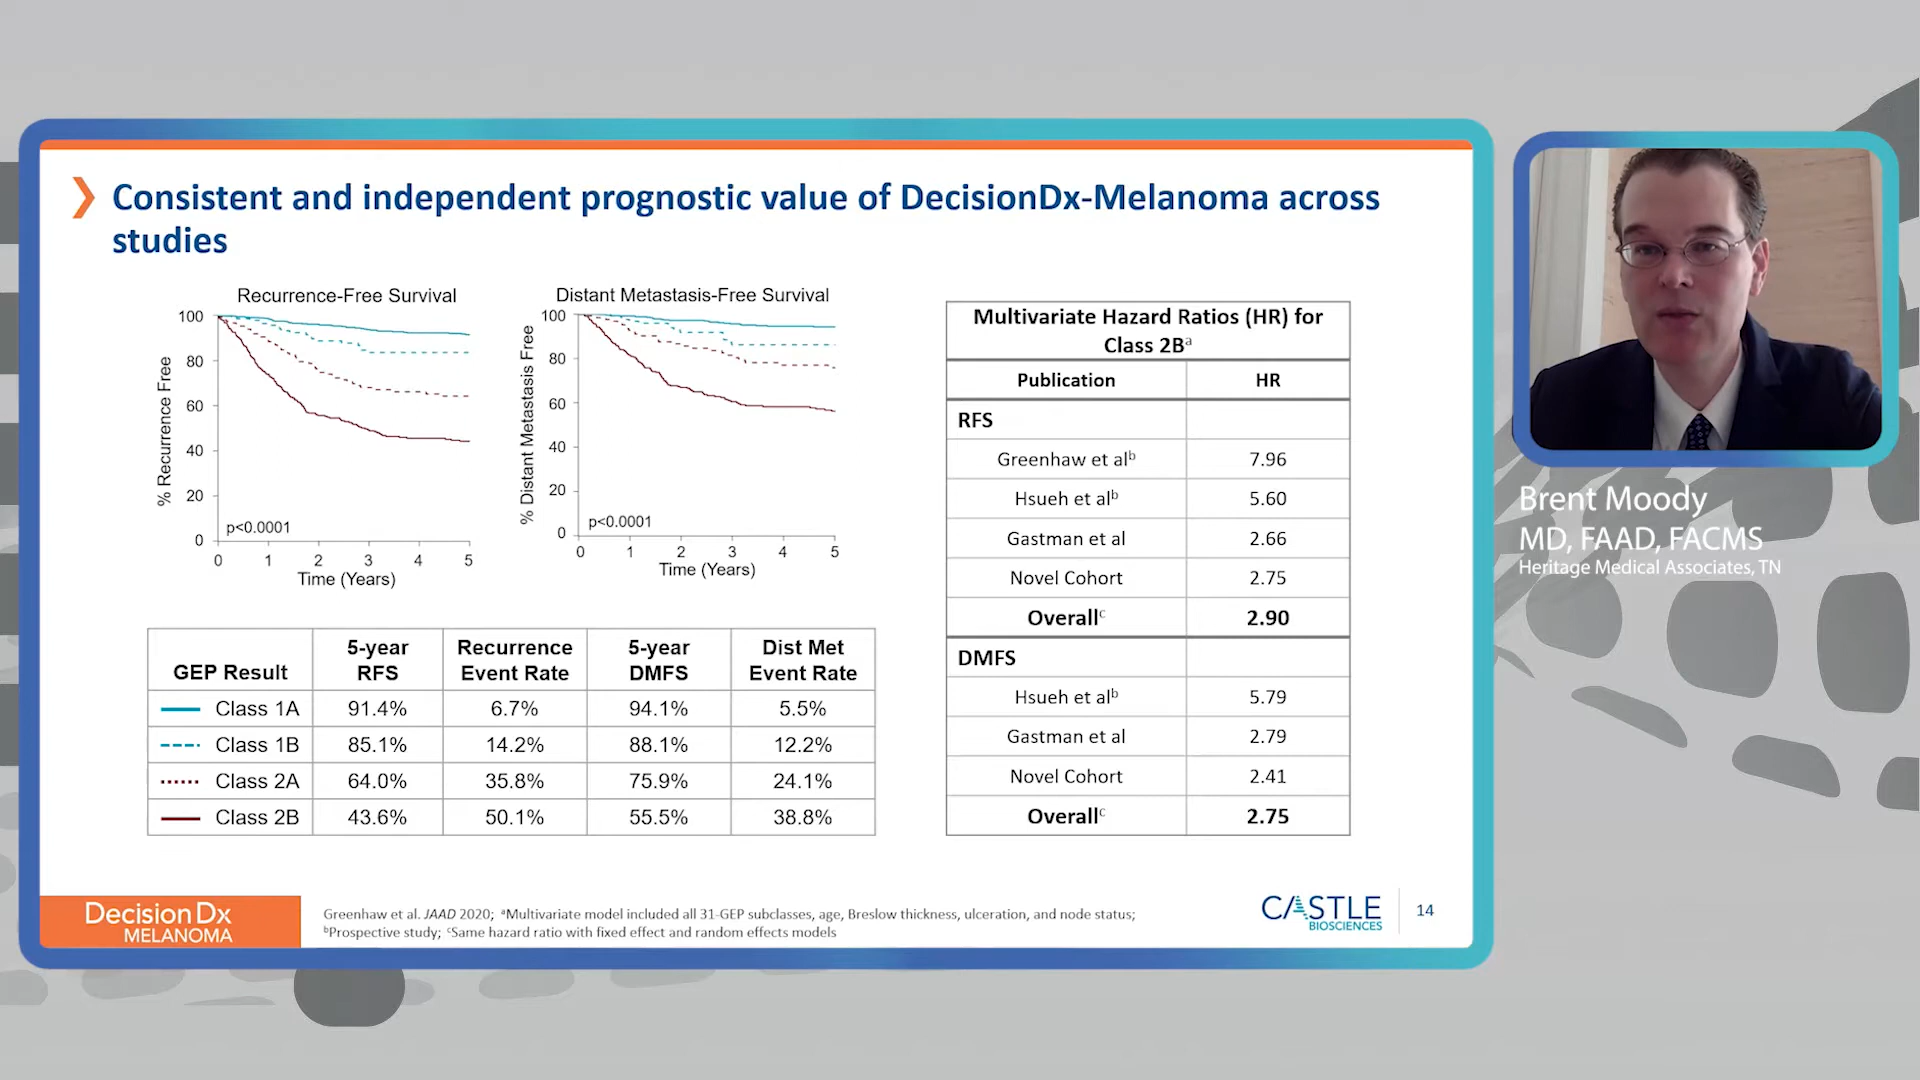 Consistent and independent prognostic value of DecisionDx-Melanoma across
studies
Recurrence-Free Survival
% Recurrence Free
100
80
60
40
20
0
p<0.0001
0 1 2 3 4 5
Time (Years)
Distant Metastasis-Free Survival
% Distant Metastasis Free
100
80
60
40
20
0
p<0.0001
0 1 2 3 4 5
Time (Years)
GEP Result 5-year RFS Recurrence Event Rate 5-year DMFS Dist Met Event Rate
Class 1A 91.4% 6.7% 94.1% 5.5%
Class 1B 85.1% 14.2% 88.1% 12.2%
Class 2A 64.0% 35.8% 75.9% 24.1%
Class 2B 43.6% 50.1% 55.5% 38.8%
Multivariate Hazard Ratios (HR) for
Class 2Bᵃ
Publication HR
RFS
Greenhaw et alᵇ 7.96
Hsueh et alᵇ 5.60
Gastman et al 2.66
Novel Cohort 2.75
Overallᶜ 2.90
DMFS
Hsueh et alᵇ 5.79
Gastman et al 2.79
Novel Cohort 2.41
Overallᶜ 2.75
DecisionDx
MELANOMA
Greenhaw et al. JAAD 2020; ᵃMultivariate model included all 31-GEP subclasses, age, Breslow thickness, ulceration, and node status;
ᵇProspective study; ᶜSame hazard ratio with fixed effect and random effects models
CASTLE
BIOSCIENCES
14
Brent Moody
MD, FAAD, FACMS
Heritage Medical Associates, TN